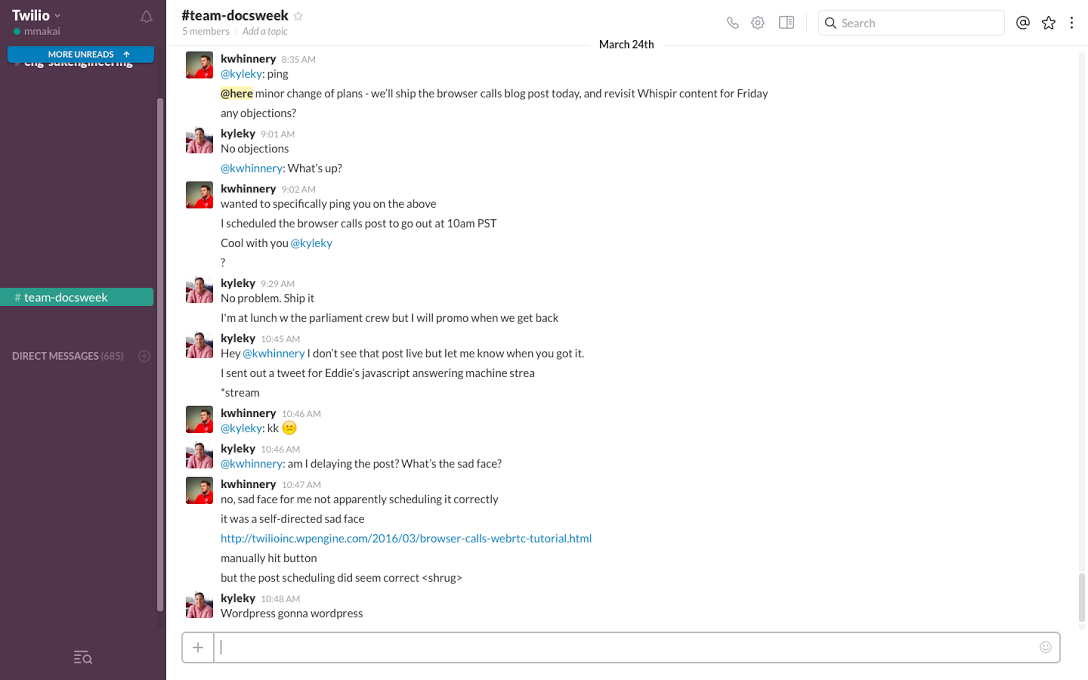 Twilio
mmakai
MORE UNREADS ↑
# team-docsweek
DIRECT MESSAGES (685)
#team-docsweek
5 members | Add a topic
Search
March 24th
kwhinnery 8:35 AM
@kyleky: ping
@here minor change of plans - we'll ship the browser calls blog post today, and revisit Whispir content for Friday
any objections?
kyleky 9:01 AM
No objections
@kwhinnery: What's up?
kwhinnery 9:02 AM
wanted to specifically ping you on the above
I scheduled the browser calls post to go out at 10am PST
Cool with you @kyleky
?
kyleky 9:29 AM
No problem. Ship it
I'm at lunch w the parliament crew but I will promo when we get back
kyleky 10:45 AM
Hey @kwhinnery I don't see that post live but let me know when you got it.
I sent out a tweet for Eddie's javascript answering machine strea
*stream
kwhinnery 10:46 AM
@kyleky: kk 😕
kyleky 10:46 AM
@kwhinnery: am I delaying the post? What's the sad face?
kwhinnery 10:47 AM
no, sad face for me not apparently scheduling it correctly
it was a self-directed sad face
http://twilioinc.wpengine.com/2016/03/browser-calls-webrtc-tutorial.html
manually hit button
but the post scheduling did seem correct <shrug>
kyleky 10:48 AM
Wordpress gonna wordpress